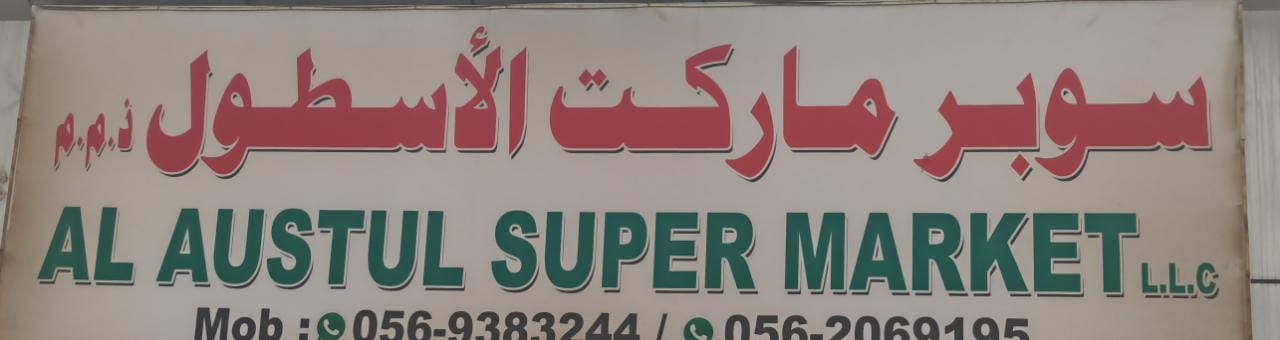 سوبر ماركت الأسطول ذ.م.م
AL AUSTUL SUPER MARKET L.L.C
Mob : 056-9383244 / 056-2069195